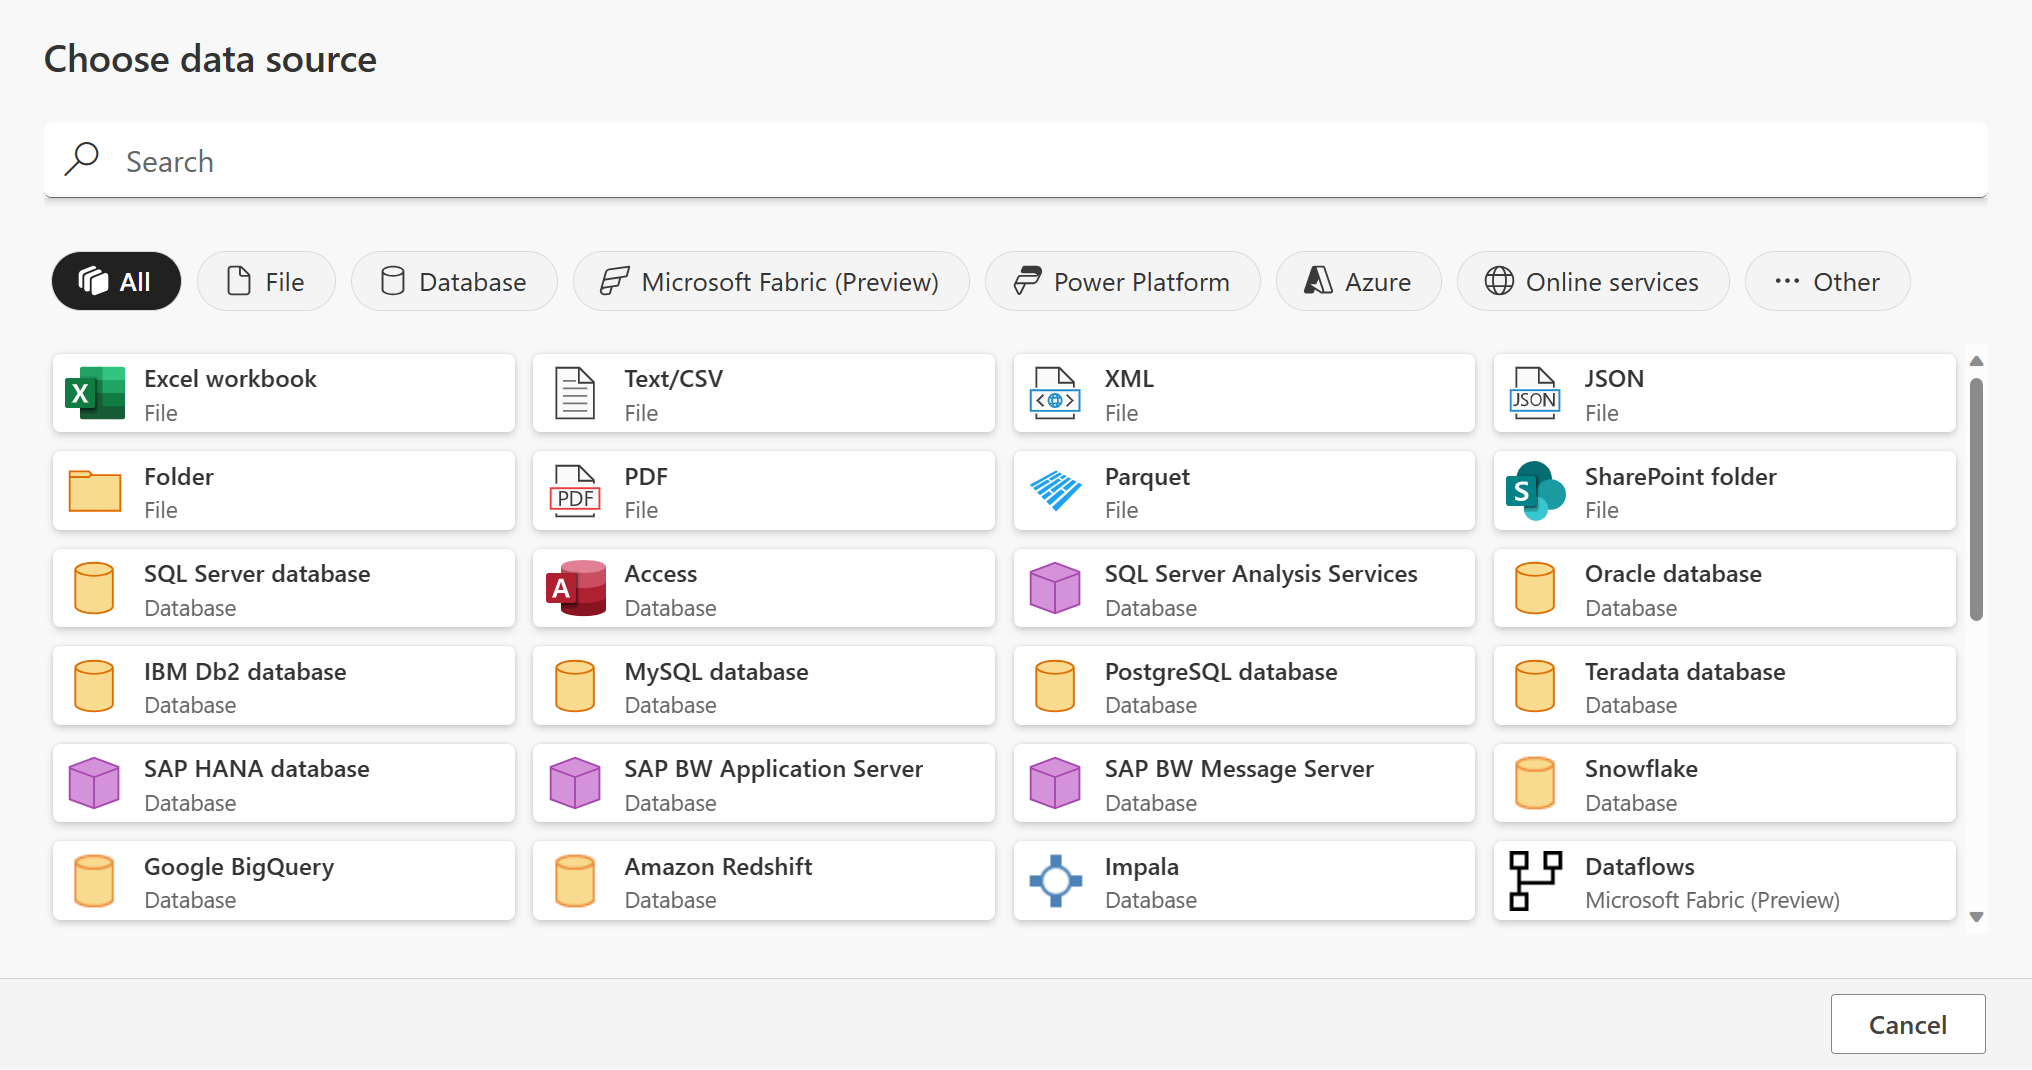 Choose data source
Search
All
File
Database
Microsoft Fabric (Preview)
Power Platform
Azure
Online services
Other
Excel workbook
File
Text/CSV
File
XML
File
JSON
JSON
File
Folder
File
PDF
PDF
File
Parquet
File
SharePoint folder
File
SQL Server database
Database
Access
Database
SQL Server Analysis Services
Database
Oracle database
Database
IBM Db2 database
Database
MySQL database
Database
PostgreSQL database
Database
Teradata database
Database
SAP HANA database
Database
SAP BW Application Server
Database
SAP BW Message Server
Database
Snowflake
Database
Google BigQuery
Database
Amazon Redshift
Database
Impala
Database
Dataflows
Microsoft Fabric (Preview)
Cancel